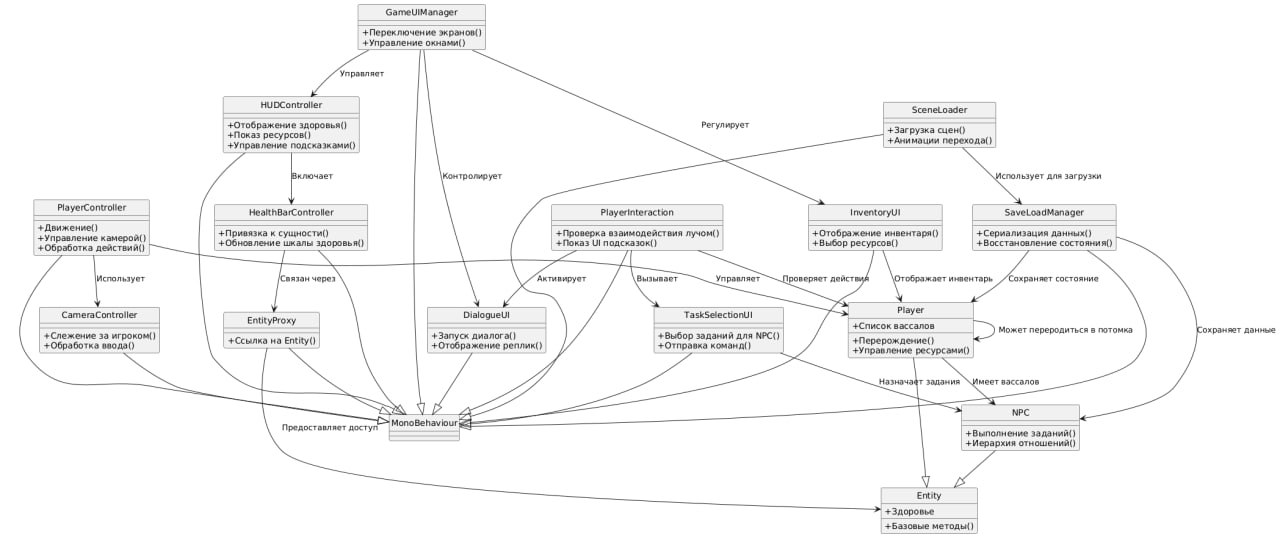 GameUIManager
+Переключение экранов()
+Управление окнами()
Управляет
HUDController
+Отображение здоровья()
+Показ ресурсов()
+Управление подсказками()
SceneLoader
+Загрузка сцен()
+Анимации перехода()
Регулирует
Включает
Контролирует
Использует для загрузки
PlayerController
+Движение()
+Управление камерой()
+Обработка действий()
HealthBarController
+Привязка к сущности()
+Обновление шкалы здоровья()
PlayerInteraction
+Проверка взаимодействия лучом()
+Показ UI подсказок()
InventoryUI
+Отображение инвентаря()
+Выбор ресурсов()
SaveLoadManager
+Сериализация данных()
+Восстановление состояния()
Использует
Связан через
Активирует
Вызывает
Управляет
Проверяет действия
Отображает инвентарь
Сохраняет состояние
CameraController
+Слежение за игроком()
+Обработка ввода()
EntityProxy
+Ссылка на Entity()
DialogueUI
+Запуск диалога()
+Отображение реплик()
TaskSelectionUI
+Выбор заданий для NPC()
+Отправка команд()
Player
+Список вассалов
+Перерождение()
+Управление ресурсами()
Может переродиться в потомка
Сохраняет данные
Назначает задания
Имеет вассалов
Предоставляет доступ
MonoBehaviour
NPC
+Выполнение заданий()
+Иерархия отношений()
Entity
+Здоровье
+Базовые методы()